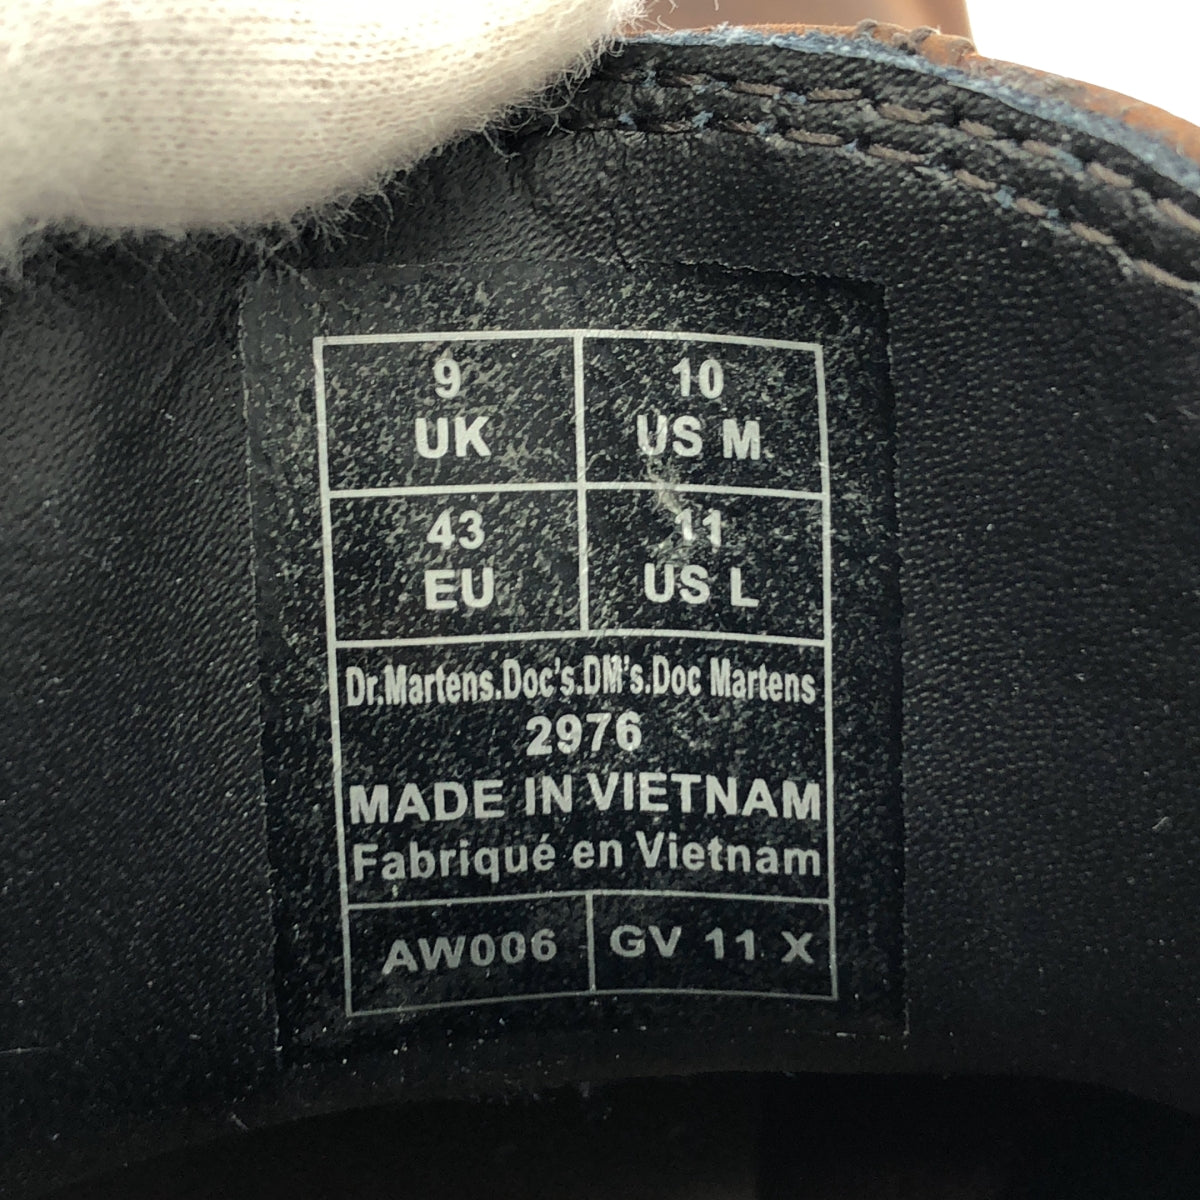 9
UK
10
US M
43
EU
11
US L
Dr.Martens.Doc's.DM's.Doc Martens
2976
MADE IN VIETNAM
Fabriqué en Vietnam
AW006
GV 11 X